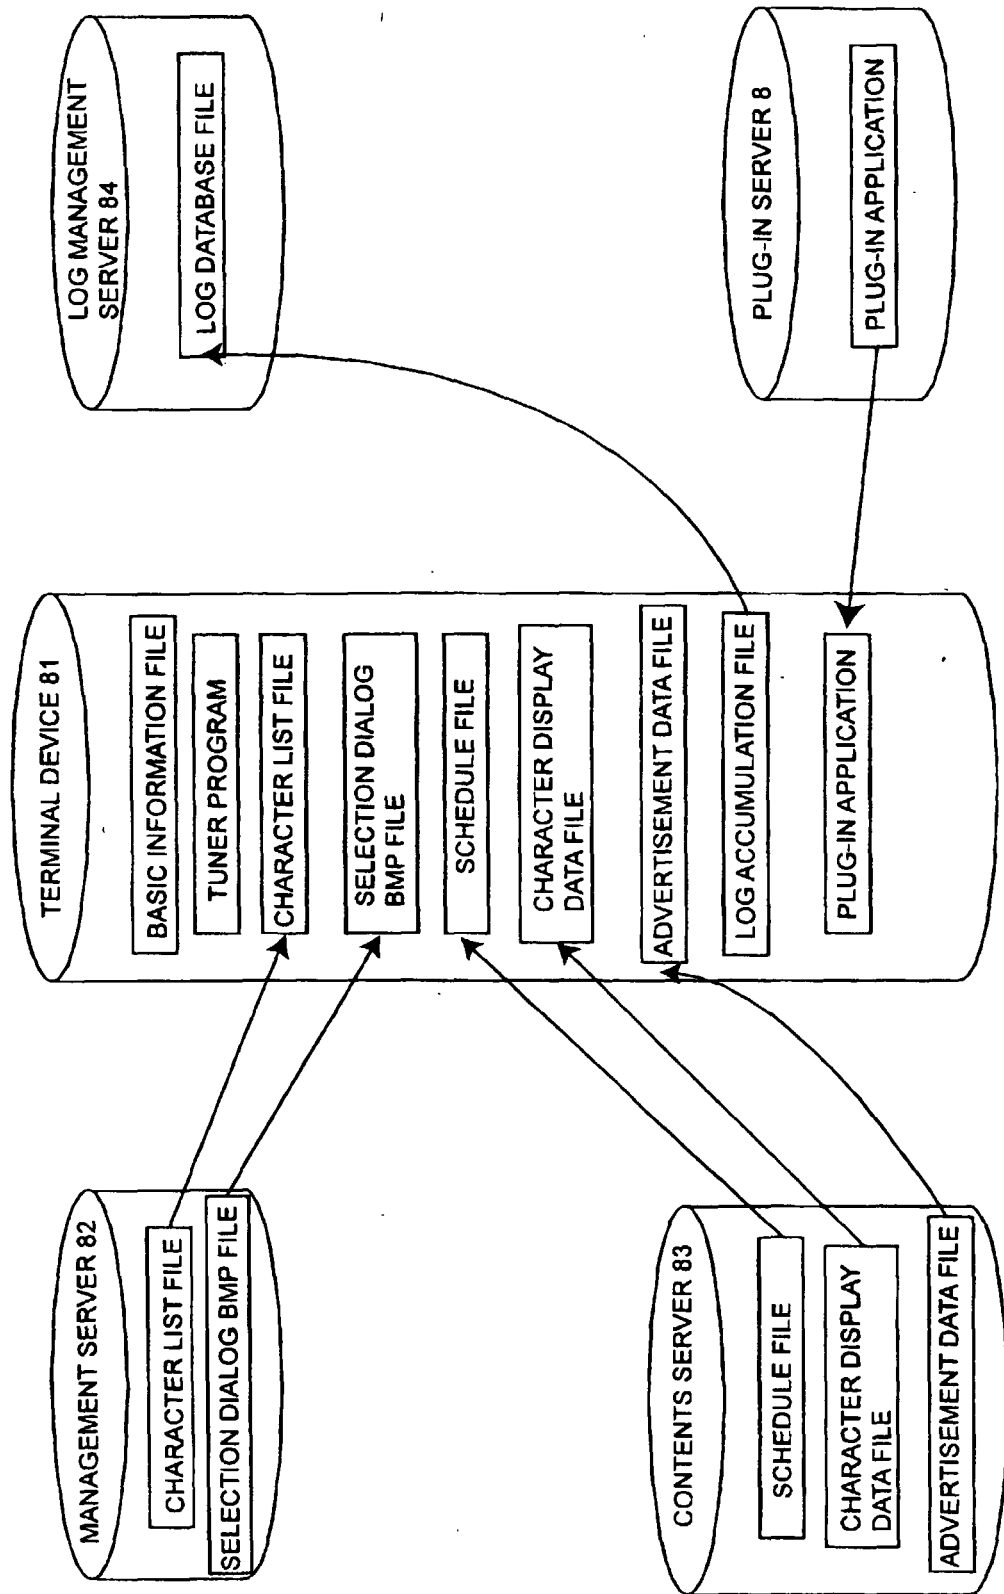 MANAGEMENT SERVER 82
CHARACTER LIST FILE
SELECTION DIALOG BMP FILE
CONTENTS SERVER 83
SCHEDULE FILE
CHARACTER DISPLAY
DATA FILE
ADVERTISEMENT DATA FILE
TERMINAL DEVICE 81
BASIC INFORMATION FILE
TUNER PROGRAM
CHARACTER LIST FILE
SELECTION DIALOG
BMP FILE
SCHEDULE FILE
CHARACTER DISPLAY
DATA FILE
ADVERTISEMENT DATA FILE
LOG ACCUMULATION FILE
PLUG-IN APPLICATION
LOG MANAGEMENT
SERVER 84
LOG DATABASE FILE
PLUG-IN SERVER 8
PLUG-IN APPLICATION